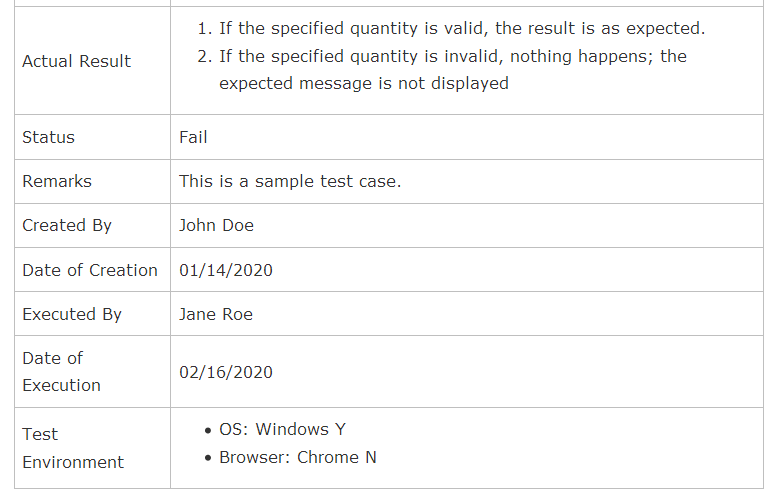 Actual Result
1. If the specified quantity is valid, the result is as expected.
2. If the specified quantity is invalid, nothing happens; the
expected message is not displayed
Status
Fail
Remarks
This is a sample test case.
Created By
John Doe
Date of Creation
01/14/2020
Executed By
Jane Roe
Date of
Execution
02/16/2020
Test
Environment
• OS: Windows Y
• Browser: Chrome N